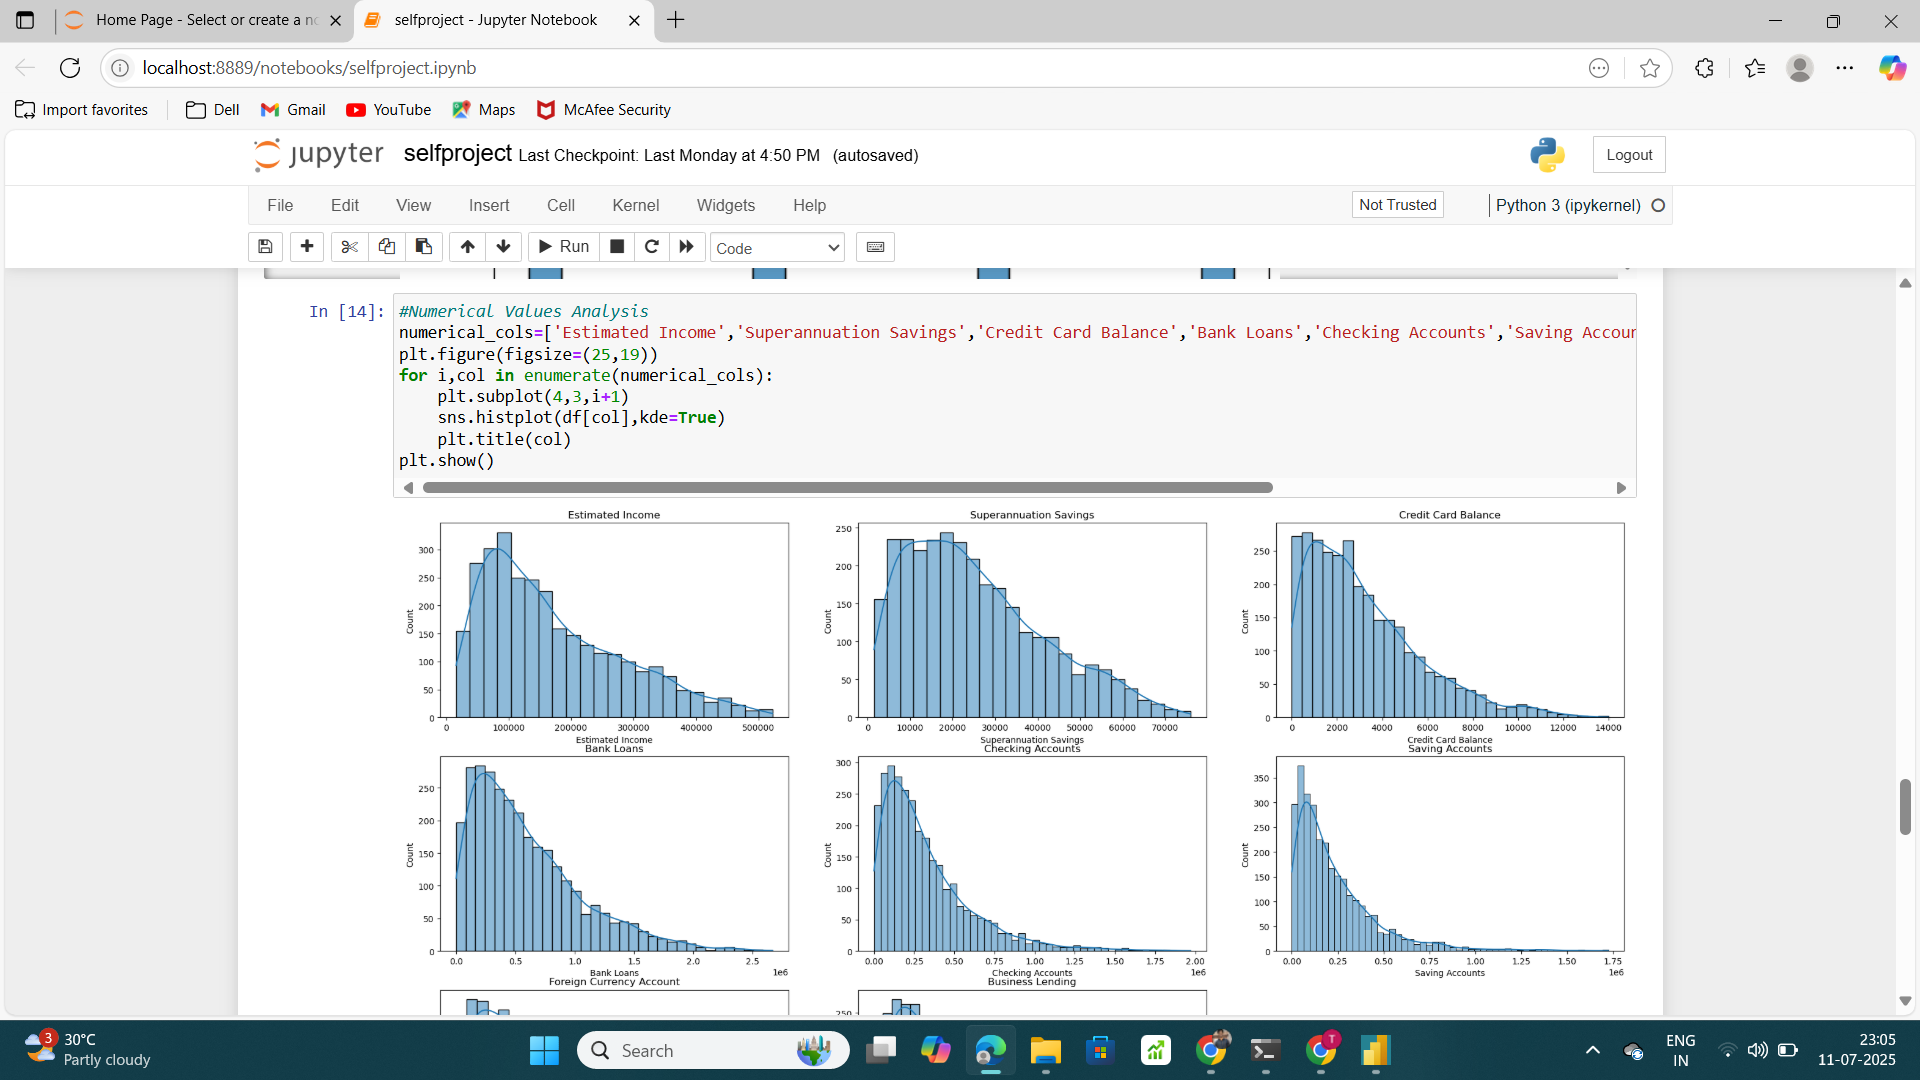 Home Page - Select or create a n
selfproject - Jupyter Notebook
localhost:8889/notebooks/selfproject.ipynb
Import favorites
Dell
Gmail
YouTube
Maps
McAfee Security
jupyter
selfproject Last Checkpoint: Last Monday at 4:50 PM (autosaved)
Logout
File Edit View Insert Cell Kernel Widgets Help
Not Trusted
Python 3 (ipykernel)
Run
Code
In [14]:
#Numerical Values Analysis
numerical_cols=['Estimated Income','Superannuation Savings','Credit Card Balance','Bank Loans','Checking Accounts','Saving Accour
plt.figure(figsize=(25,19))
for i,col in enumerate(numerical_cols):
    plt.subplot(4,3,i+1)
    sns.histplot(df[col],kde=True)
    plt.title(col)
plt.show()
Estimated Income
Count
300
250
200
150
100
50
0
0 100000 200000 300000 400000 500000
Estimated Income
Superannuation Savings
Count
250
200
150
100
50
0
0 10000 20000 30000 40000 50000 60000 70000
Superannuation Savings
Credit Card Balance
Count
250
200
150
100
50
0
0 2000 4000 6000 8000 10000 12000 14000
Credit Card Balance
Bank Loans
Count
250
200
150
100
50
0
0.0 0.5 1.0 1.5 2.0 2.5
1e6
Bank Loans
Checking Accounts
Count
300
250
200
150
100
50
0
0.00 0.25 0.50 0.75 1.00 1.25 1.50 1.75 2.00
1e6
Checking Accounts
Saving Accounts
Count
350
300
250
200
150
100
50
0
0.00 0.25 0.50 0.75 1.00 1.25 1.50 1.75
1e6
Saving Accounts
Foreign Currency Account
Business Lending
250
3
30°C
Partly cloudy
Search
T
ENG
IN
23:05
11-07-2025